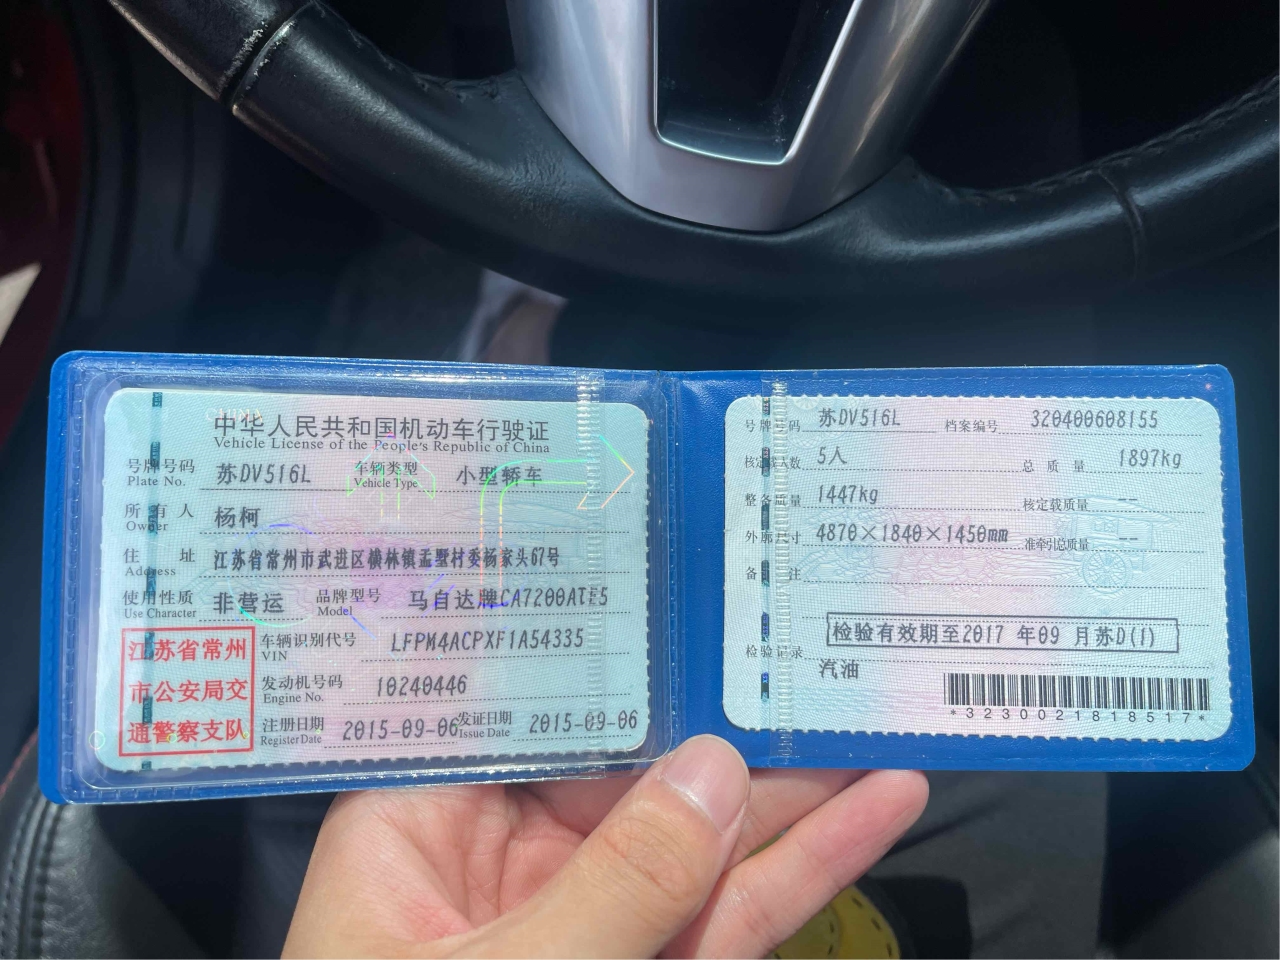 中华人民共和国机动车行驶证
Vehicle License of the People's Republic of China
号牌号码 苏DV516L 车辆类型 小型轿车
Plate No. Vehicle Type
所有人 杨柯
Owner
住址 江苏省常州市武进区横林镇孟墅村委杨家头67号
Address
使用性质 非营运 品牌型号 马自达牌CA7200ATE5
Use Character Model
江苏省常州
市公安局交
通警察支队
车辆识别代号 LFPM4ACPXF1A54335
VIN
发动机号码 10240446
Engine No.
注册日期 2015-09-06 发证日期 2015-09-06
Register Date Issue Date
号牌号码 苏DV516L 档案编号 320400608155
核定载人数 5人 总质量 1897kg
整备质量 1447kg 核定载质量 --
外廓尺寸 4870×1840×1450mm 准牵引总质量 --
备注
检验有效期至2017年09月苏D(1)
检验记录
汽油
*3230021818517*